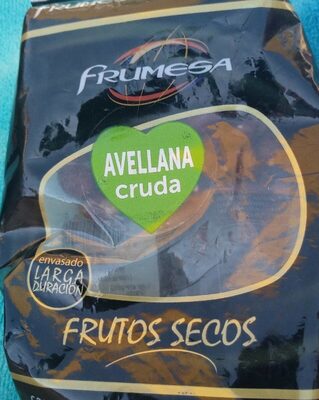 FRUMESA
AVELLANA
cruda
envasado
LARGA
DURACIÓN
FRUTOS SECOS